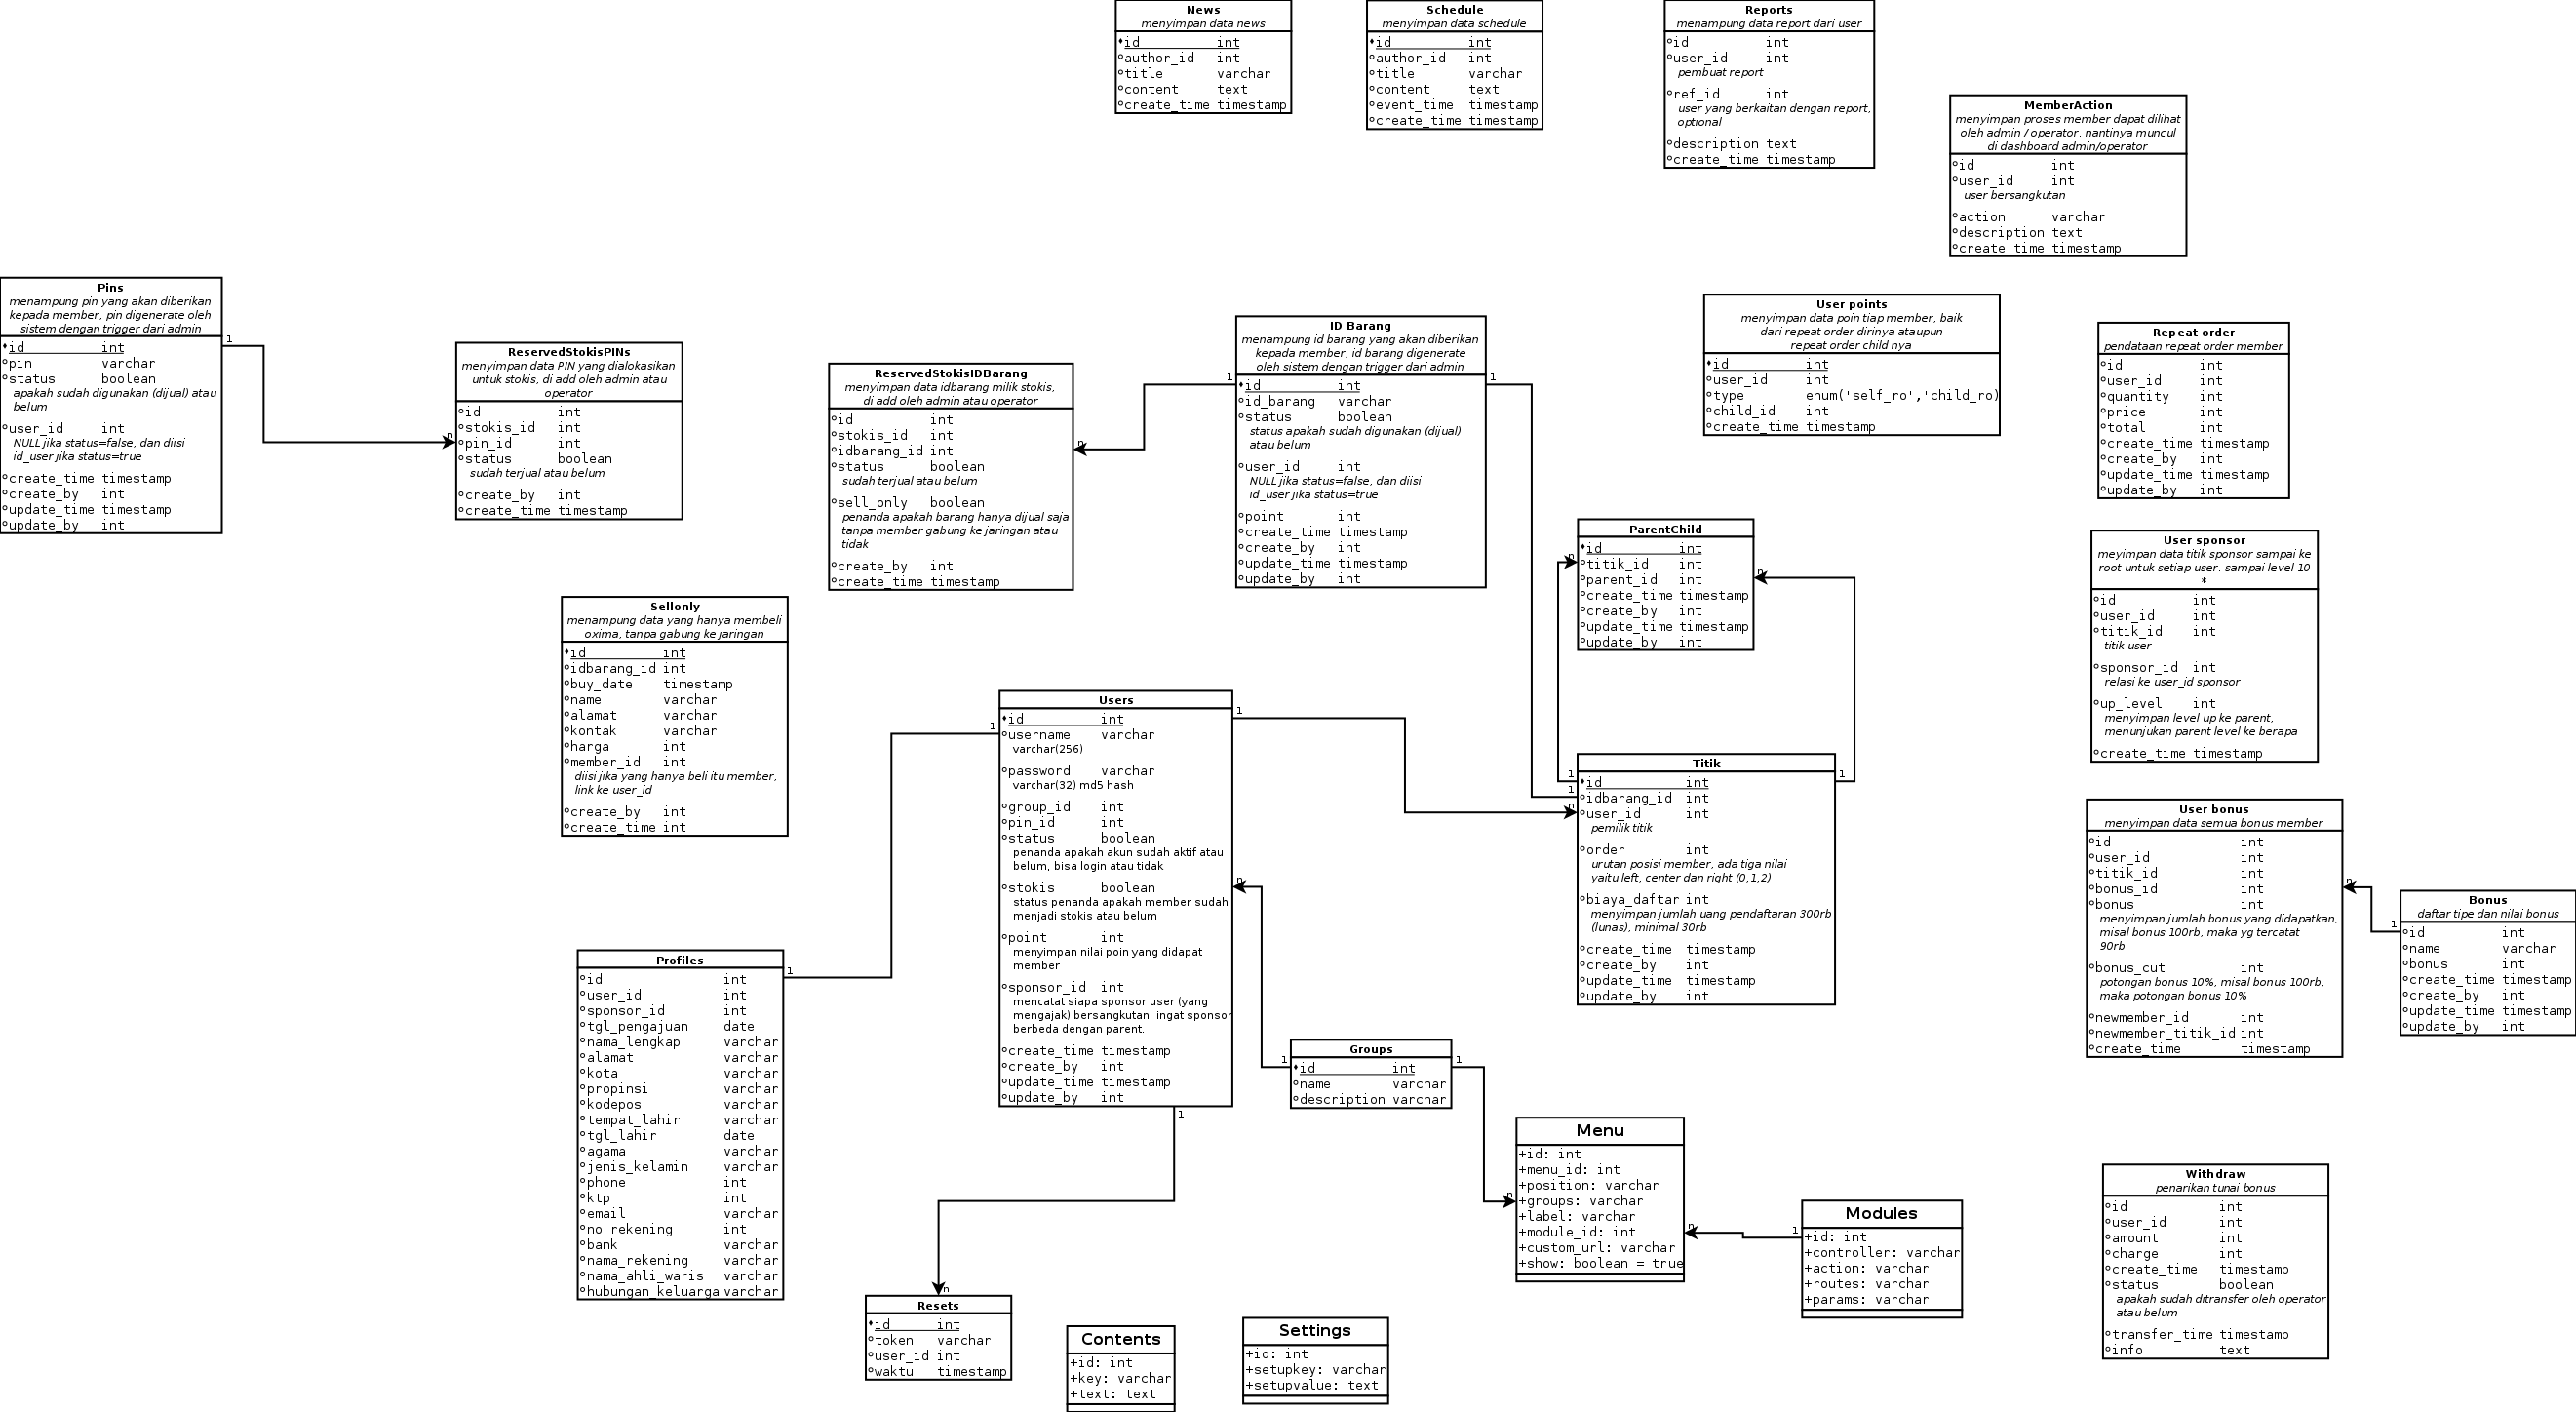 News
menyimpan data news
id int
author_id int
title varchar
content text
create_time timestamp
Schedule
menyimpan data schedule
id int
author_id int
title varchar
content text
event_time timestamp
create_time timestamp
Reports
menampung data report dari user
id int
user_id int
pembuat report
ref_id int
user yang berkaitan dengan report,
optional
description text
create_time timestamp
MemberAction
menyimpan proses member dapat dilihat
oleh admin / operator. nantinya muncul
di dashboard admin/operator
id int
user_id int
user bersangkutan
action varchar
description text
create_time timestamp
Pins
menampung pin yang akan diberikan
kepada member, pin digenerate oleh
sistem dengan trigger dari admin
id int
pin varchar
status boolean
apakah sudah digunakan (dijual) atau
belum
user_id int
NULL jika status=false, dan diisi
id_user jika status=true
create_time timestamp
create_by int
update_time timestamp
update_by int
1
n
ReservedStokisPINs
menyimpan data PIN yang dialokasikan
untuk stokis, di add oleh admin atau
operator
id int
stokis_id int
pin_id int
status boolean
sudah terjual atau belum
create_by int
create_time timestamp
ReservedStokisIDBarang
menyimpan data idbarang milik stokis,
di add oleh admin atau operator
id int
stokis_id int
idbarang_id int
status boolean
sudah terjual atau belum
sell_only boolean
penanda apakah barang hanya dijual saja
tanpa member gabung ke jaringan atau
tidak
create_by int
create_time timestamp
n
1
ID Barang
menampung id barang yang akan diberikan
kepada member, id barang digenerate
oleh sistem dengan trigger dari admin
id int
id_barang varchar
status boolean
status apakah sudah digunakan (dijual)
atau belum
user_id int
NULL jika status=false, dan diisi
id_user jika status=true
point int
create_time timestamp
create_by int
update_time timestamp
update_by int
1
User points
menyimpan data poin tiap member, baik
dari repeat order dirinya ataupun
repeat order child nya
id int
user_id int
type enum('self_ro','child_ro)
child_id int
create_time timestamp
Repeat order
pendataan repeat order member
id int
user_id int
quantity int
price int
total int
create_time timestamp
create_by int
update_time timestamp
update_by int
ParentChild
id int
titik_id int
parent_id int
create_time timestamp
create_by int
update_time timestamp
update_by int
n
n
User sponsor
meyimpan data titik sponsor sampai ke
root untuk setiap user. sampai level 10
*
id int
user_id int
titik_id int
titik user
sponsor_id int
relasi ke user_id sponsor
up_level int
menyimpan level up ke parent,
menunjukan parent level ke berapa
create_time timestamp
Sellonly
menampung data yang hanya membeli
oxima, tanpa gabung ke jaringan
id int
idbarang_id int
buy_date timestamp
name varchar
alamat varchar
kontak varchar
harga int
member_id int
diisi jika yang hanya beli itu member,
link ke user_id
create_by int
create_time int
Users
id int
username varchar
varchar(256)
password varchar
varchar(32) md5 hash
group_id int
pin_id int
status boolean
penanda apakah akun sudah aktif atau
belum, bisa login atau tidak
stokis boolean
status penanda apakah member sudah
menjadi stokis atau belum
point int
menyimpan nilai poin yang didapat
member
sponsor_id int
mencatat siapa sponsor user (yang
mengajak) bersangkutan, ingat sponsor
berbeda dengan parent.
create_time timestamp
create_by int
update_time timestamp
update_by int
1
1
n
1
Titik
id int
idbarang_id int
user_id int
pemilik titik
order int
urutan posisi member, ada tiga nilai
yaitu left, center dan right (0,1,2)
biaya_daftar int
menyimpan jumlah uang pendaftaran 300rb
(lunas), minimal 30rb
create_time timestamp
create_by int
update_time timestamp
update_by int
1
1
n
1
User bonus
menyimpan data semua bonus member
id int
user_id int
titik_id int
bonus_id int
bonus int
menyimpan jumlah bonus yang didapatkan,
misal bonus 100rb, maka yg tercatat
90rb
bonus_cut int
potongan bonus 10%, misal bonus 100rb,
maka potongan bonus 10%
newmember_id int
newmember_titik_id int
create_time timestamp
n
1
Bonus
daftar tipe dan nilai bonus
id int
name varchar
bonus int
create_time timestamp
create_by int
update_time timestamp
update_by int
Profiles
id int
user_id int
sponsor_id int
tgl_pengajuan date
nama_lengkap varchar
alamat varchar
kota varchar
propinsi varchar
kodepos varchar
tempat_lahir varchar
tgl_lahir date
agama varchar
jenis_kelamin varchar
phone int
ktp int
email varchar
no_rekening int
bank varchar
nama_rekening varchar
nama_ahli_waris varchar
hubungan_keluarga varchar
1
Groups
id int
name varchar
description varchar
1
1
Menu
+id: int
+menu_id: int
+position: varchar
+groups: varchar
+label: varchar
+module_id: int
+custom_url: varchar
+show: boolean = true
n
n
1
Modules
+id: int
+controller: varchar
+action: varchar
+routes: varchar
+params: varchar
Withdraw
penarikan tunai bonus
id int
user_id int
amount int
charge int
create_time timestamp
status boolean
apakah sudah ditransfer oleh operator
atau belum
transfer_time timestamp
info text
n
Resets
id int
token varchar
user_id int
waktu timestamp
Contents
+id: int
+key: varchar
+text: text
Settings
+id: int
+setupkey: varchar
+setupvalue: text